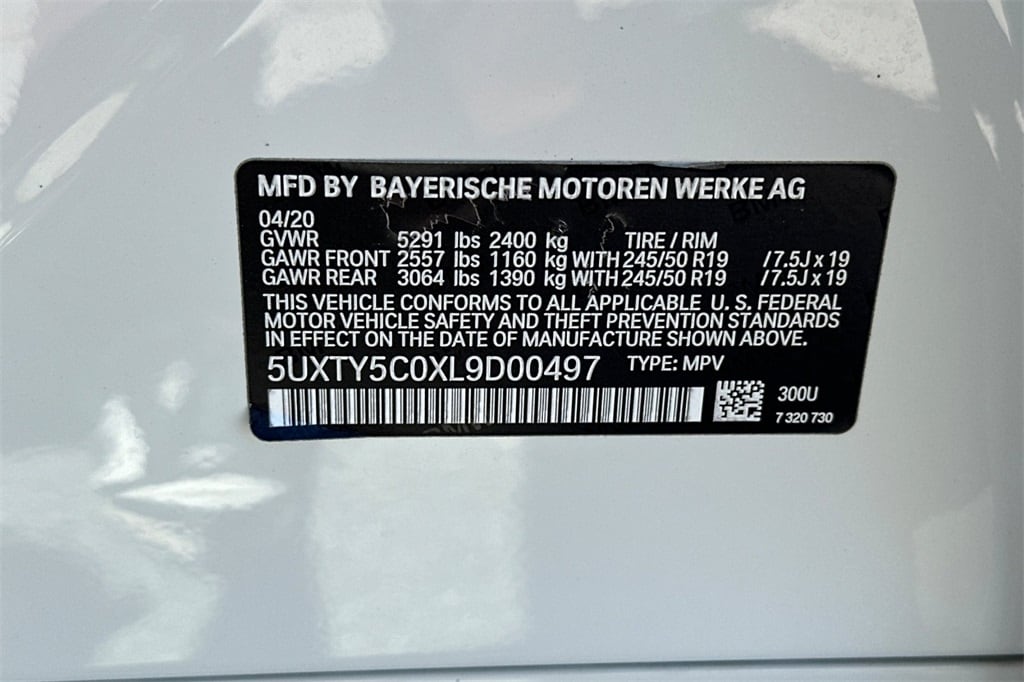 MFD BY BAYERISCHE MOTOREN WERKE AG
04/20
GVWR 5291 lbs 2400 kg TIRE / RIM
GAWR FRONT 2557 lbs 1160 kg WITH 245/50 R19 / 7.5J x 19
GAWR REAR 3064 lbs 1390 kg WITH 245/50 R19 / 7.5J x 19
THIS VEHICLE CONFORMS TO ALL APPLICABLE U. S. FEDERAL
MOTOR VEHICLE SAFETY AND THEFT PREVENTION STANDARDS
IN EFFECT ON THE DATE OF MANUFACTURE SHOWN ABOVE.
5UXTY5C0XL9D00497 TYPE: MPV
300U
7 320 730